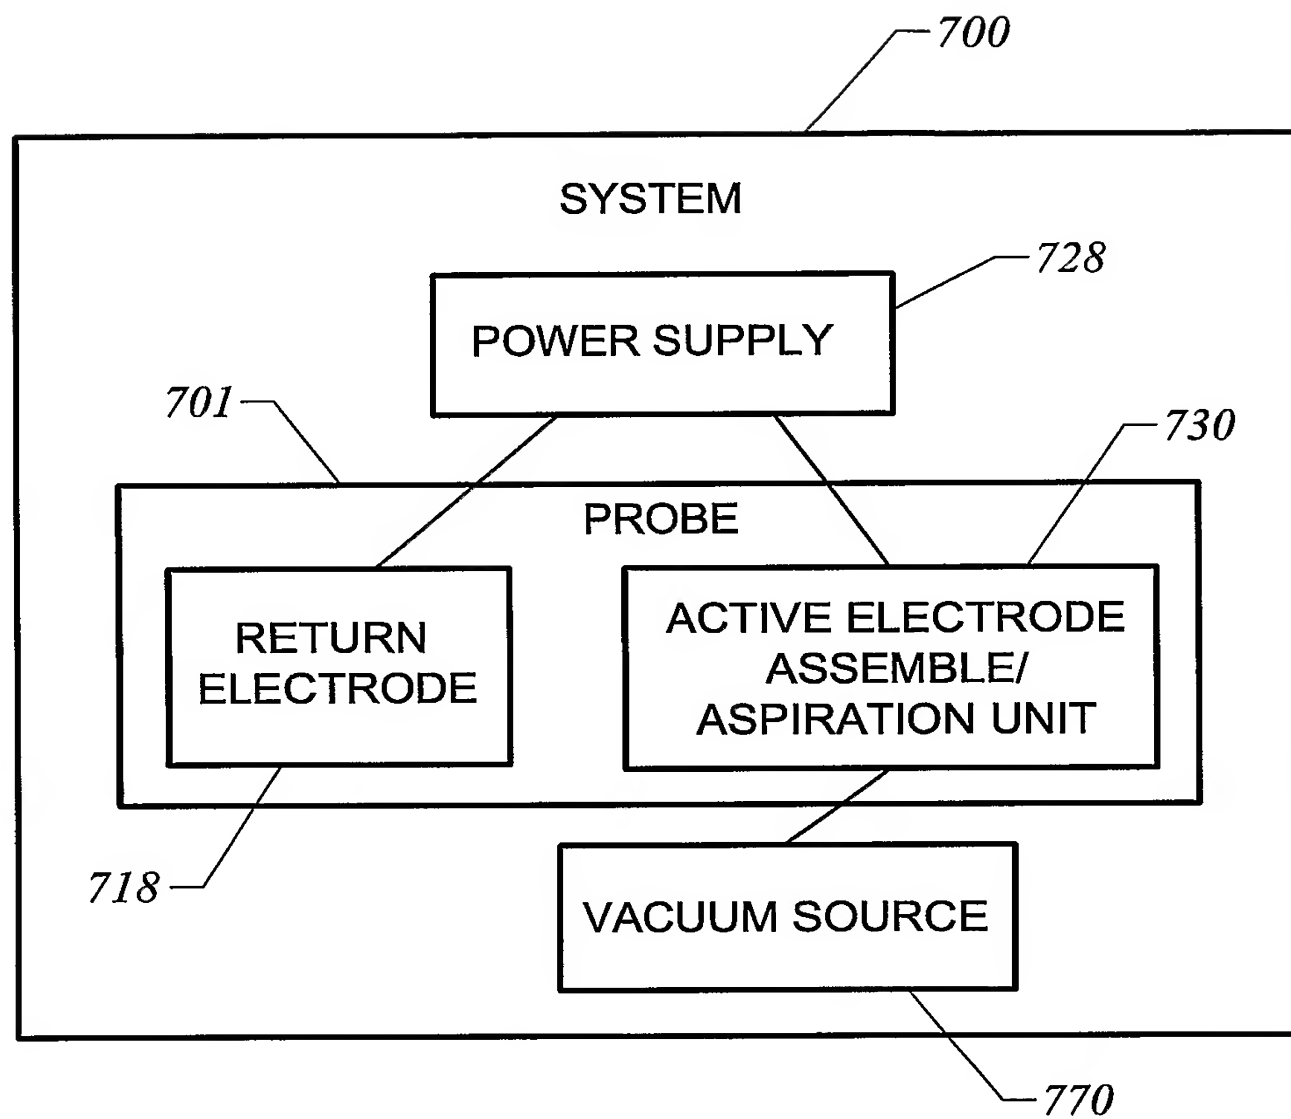 700
SYSTEM
728
POWER SUPPLY
701
730
PROBE
RETURN
ELECTRODE
ACTIVE ELECTRODE
ASSEMBLE/
ASPIRATION UNIT
718
VACUUM SOURCE
770